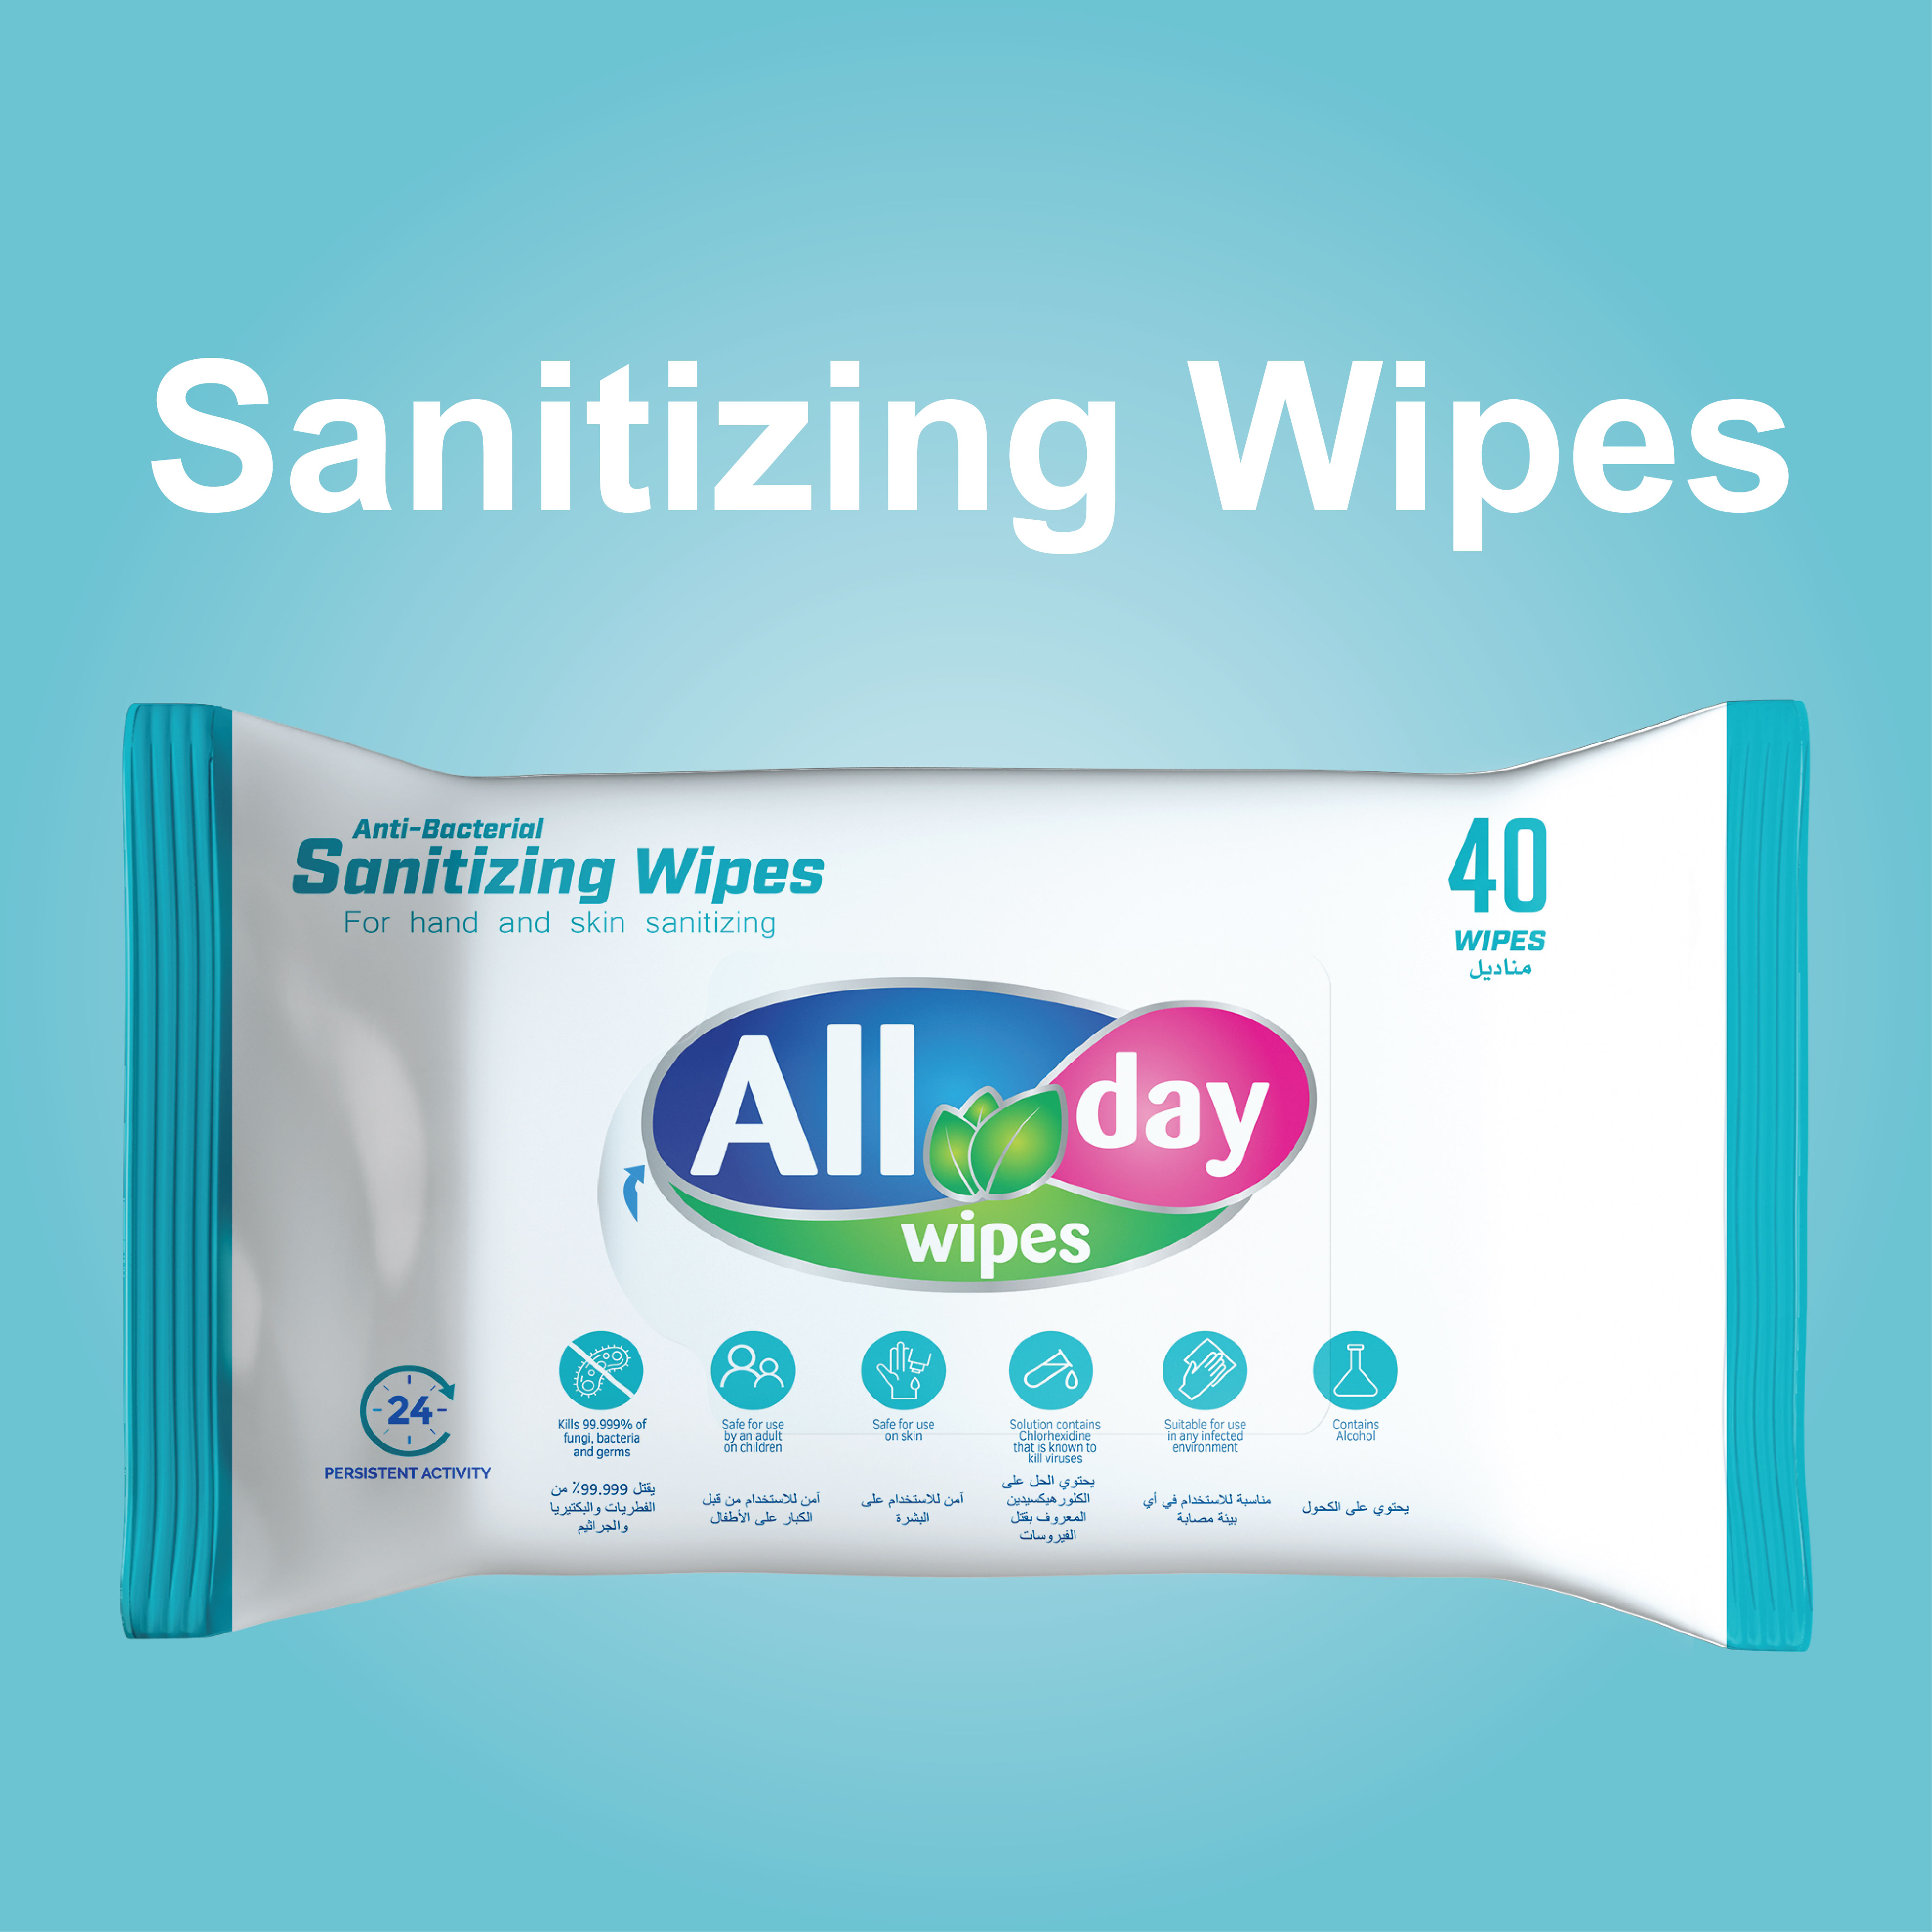 Sanitizing Wipes
Anti-Bacterial
Sanitizing Wipes
For hand and skin sanitizing
40
WIPES
مناديل
All day
wipes
24
PERSISTENT ACTIVITY
Kills 99.999% of
fungi, bacteria
and germs
يقتل 99.999٪ من
الفطريات والبكتيريا
والجراثيم
Safe for use
by an adult
on children
آمن للاستخدام من قبل
الكبار على الأطفال
Safe for use
on skin
آمن للاستخدام على
البشرة
Solution contains
Chlorhexidine
that is known to
kill viruses
يحتوي الحل على
الكلورهيكسيدين
المعروف بقتل
الفيروسات
Suitable for use
in any infected
environment
مناسبة للاستخدام في أي
بيئة مصابة
Contains
Alcohol
يحتوي على الكحول